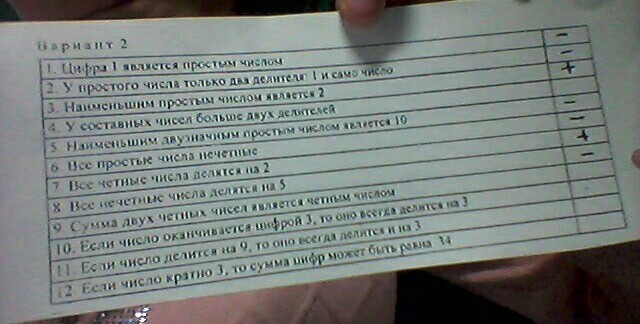 Вариант 2
1. Цифра 1 является простым числом −
2. У простого числа только два делителя: 1 и само число −
3. Наименьшим простым числом является 2 +
4. У составных чисел больше двух делителей
5. Наименьшим двузначным простым числом является 10 −
6. Все простые числа нечетные −
7. Все четные числа делятся на 2 +
8. Все нечетные числа делятся на 5 −
9. Сумма двух четных чисел является четным числом
10. Если число оканчивается цифрой 3, то оно всегда делится на 3
11. Если число делится на 9, то оно всегда делится и на 3
12. Если число кратно 3, то сумма цифр может быть равна 34